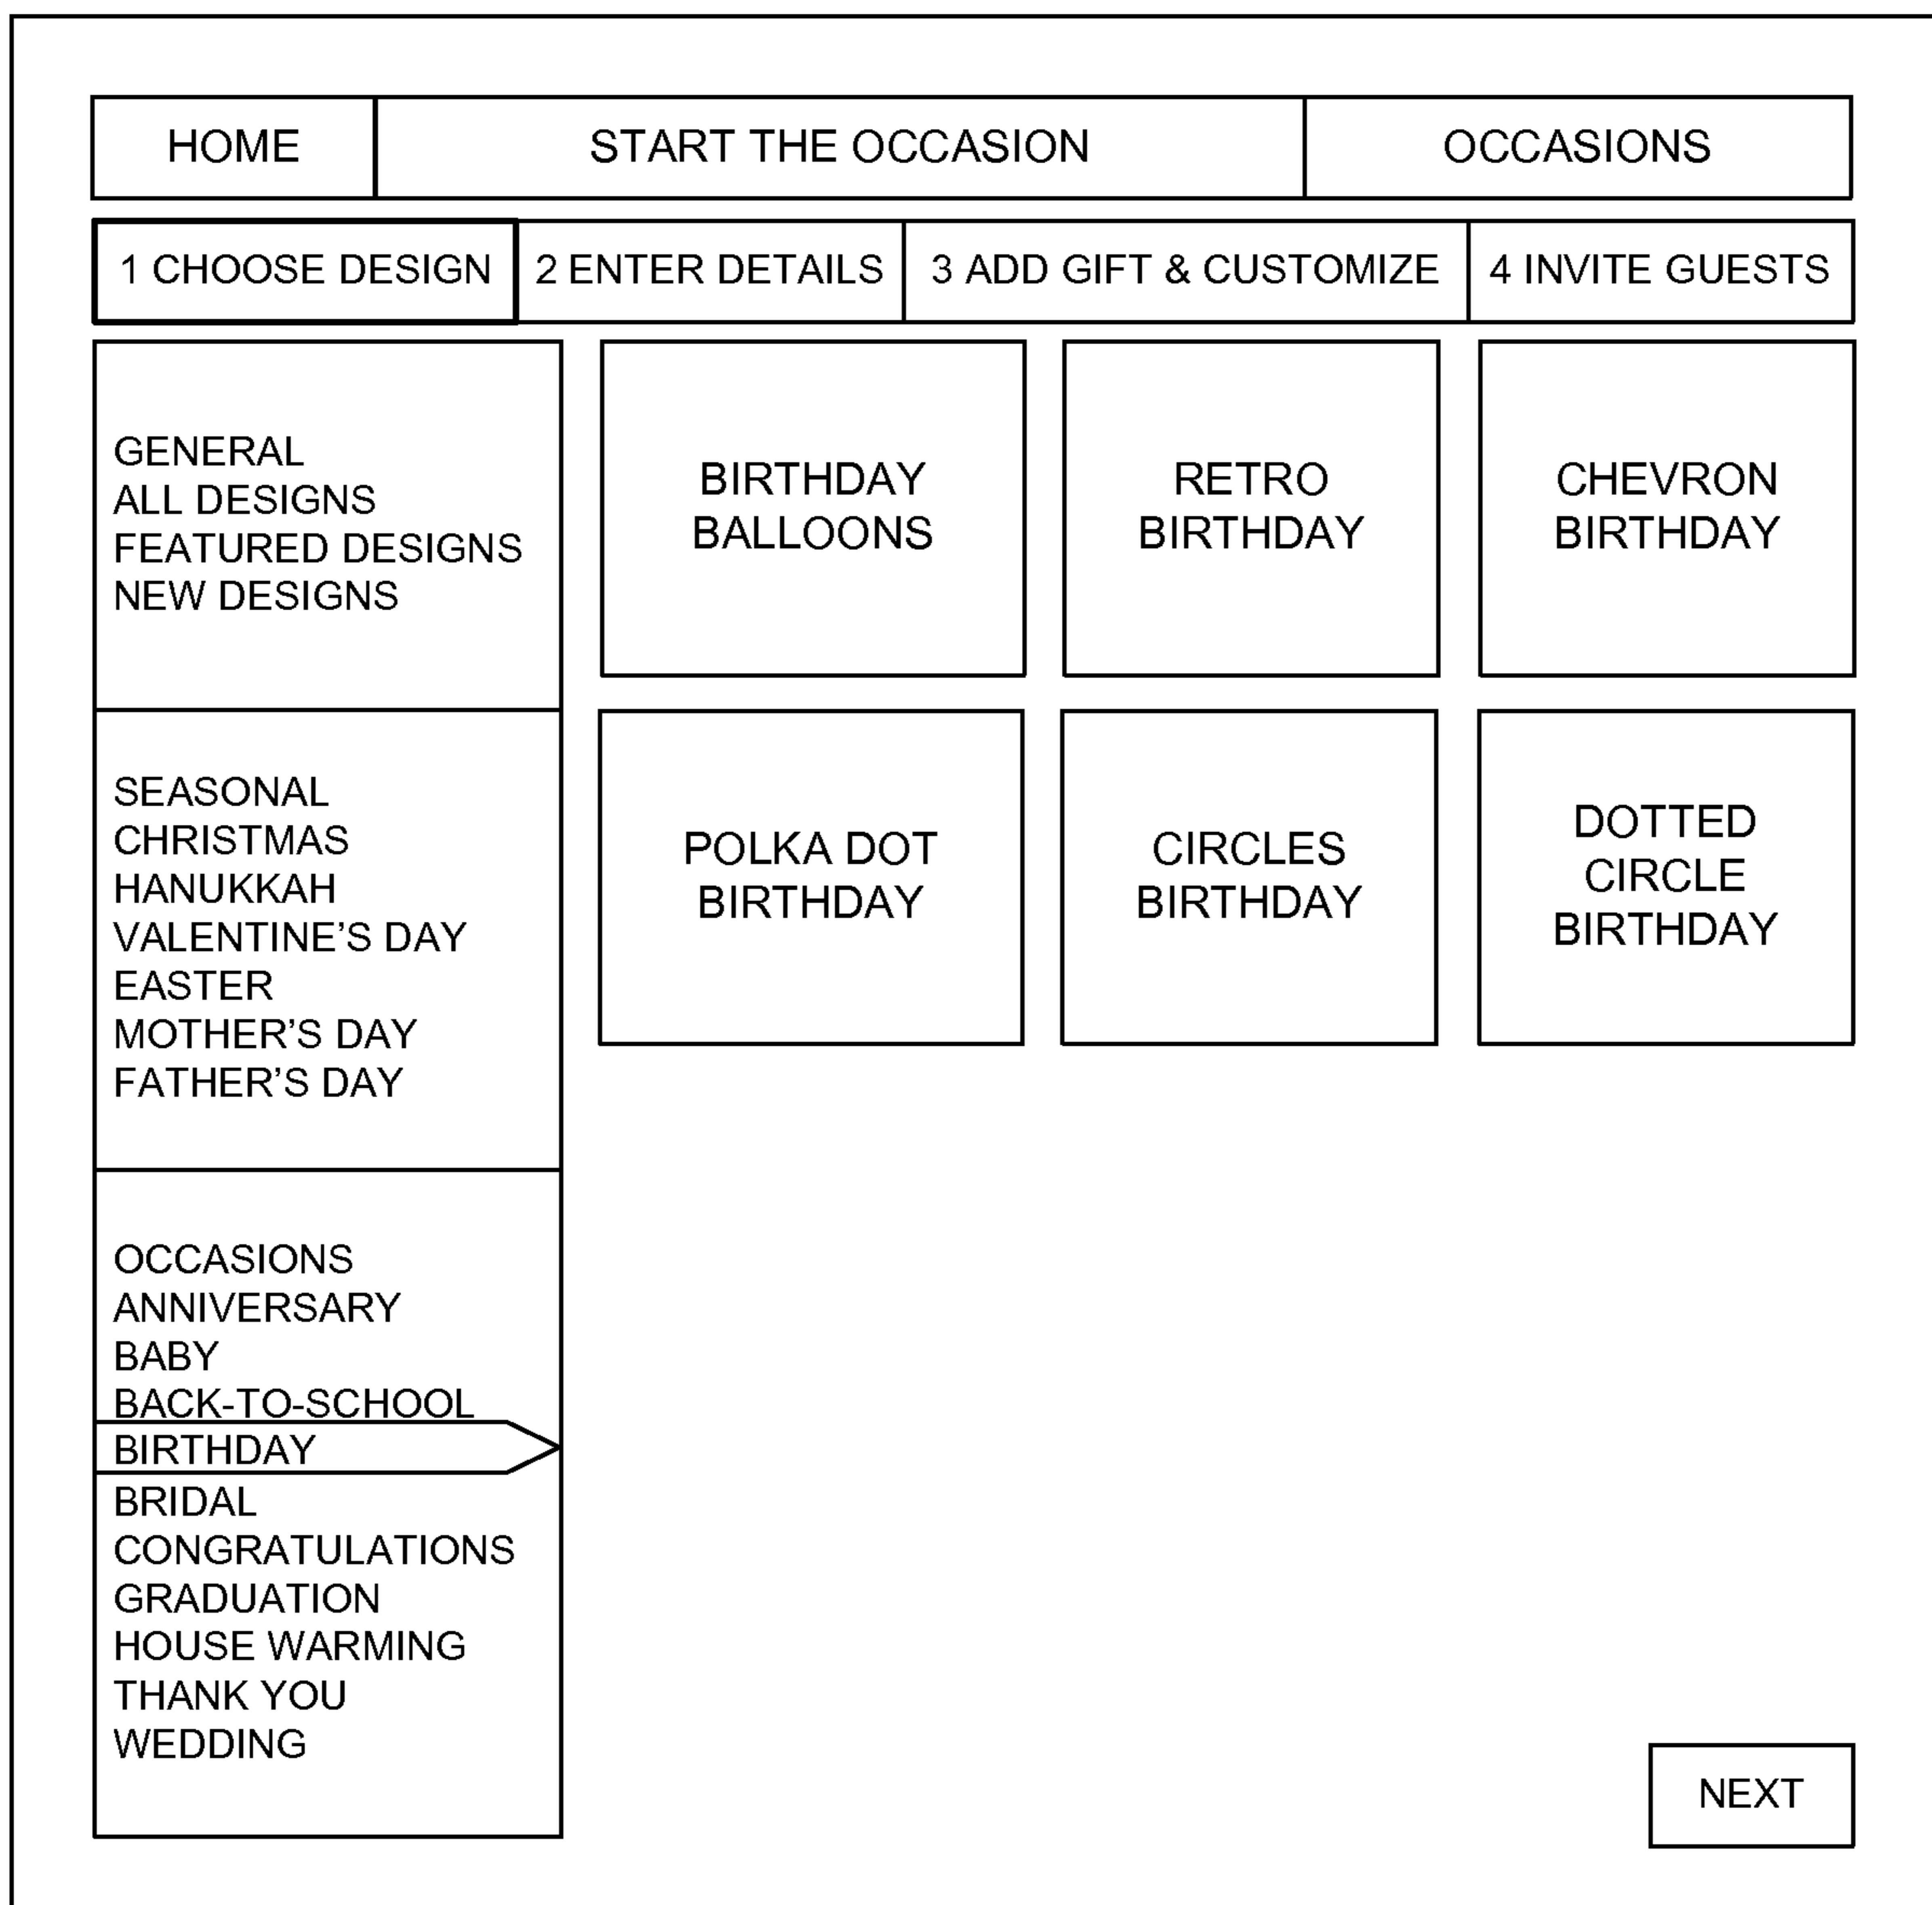 HOME
START THE OCCASION
OCCASIONS
1 CHOOSE DESIGN
2 ENTER DETAILS
3 ADD GIFT & CUSTOMIZE
4 INVITE GUESTS
GENERAL
ALL DESIGNS
FEATURED DESIGNS
NEW DESIGNS
SEASONAL
CHRISTMAS
HANUKKAH
VALENTINE’S DAY
EASTER
MOTHER’S DAY
FATHER’S DAY
OCCASIONS
ANNIVERSARY
BABY
BACK-TO-SCHOOL
BIRTHDAY
BRIDAL
CONGRATULATIONS
GRADUATION
HOUSE WARMING
THANK YOU
WEDDING
BIRTHDAY
BALLOONS
RETRO
BIRTHDAY
CHEVRON
BIRTHDAY
POLKA DOT
BIRTHDAY
CIRCLES
BIRTHDAY
DOTTED
CIRCLE
BIRTHDAY
NEXT